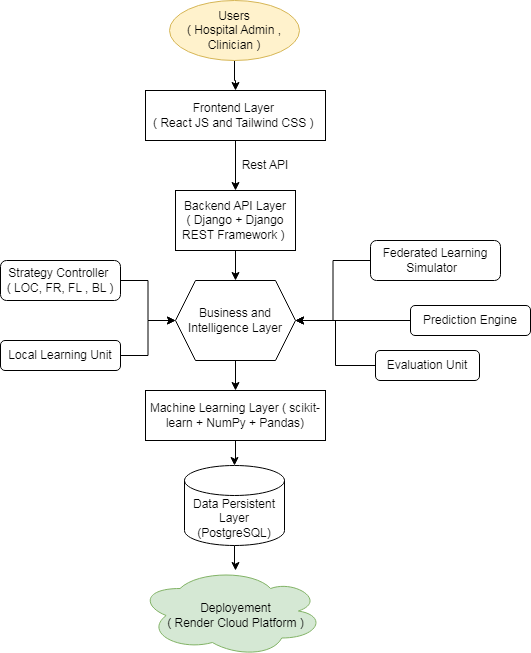 Users
( Hospital Admin ,
Clinician )
Frontend Layer
( React JS and Tailwind CSS )
Rest API
Backend API Layer
( Django + Django
REST Framework )
Strategy Controller
( LOC, FR, FL , BL )
Local Learning Unit
Business and
Intelligence Layer
Federated Learning
Simulator
Prediction Engine
Evaluation Unit
Machine Learning Layer ( scikit-
learn + NumPy + Pandas)
Data Persistent
Layer
(PostgreSQL)
Deployement
( Render Cloud Platform )